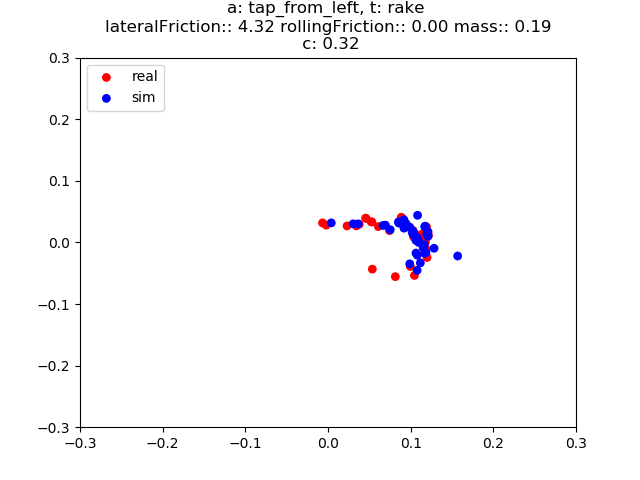 a: tap_from_left, t: rake
lateralFriction:: 4.32 rollingFriction:: 0.00 mass:: 0.19
c: 0.32
real
sim
0.3
0.2
0.1
0.0
−0.1
−0.2
−0.3
−0.3 −0.2 −0.1 0.0 0.1 0.2 0.3